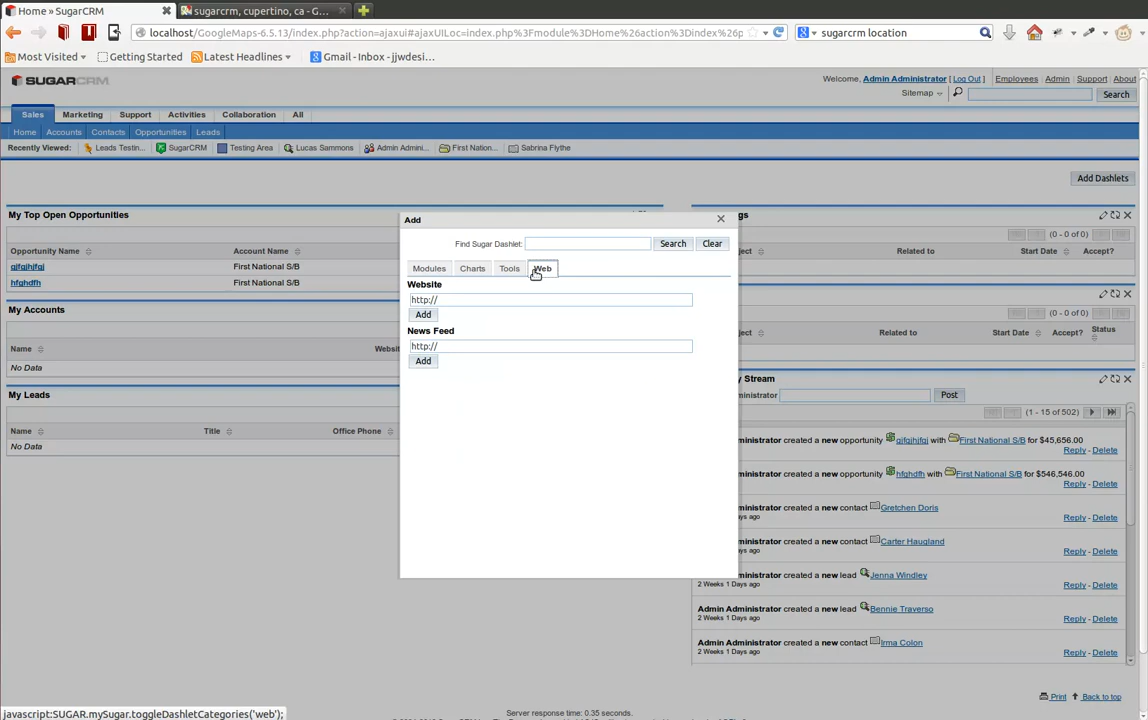 Home » SugarCRM
sugarcrm, cupertino, ca - G...
localhost/GoogleMaps-6.5.13/index.php?action=ajaxui#ajaxUILoc=index.php%3Fmodule%3DHome%26action%3Dindex%26p
sugarcrm location
Most Visited
Getting Started
Latest Headlines
Gmail - Inbox - jjwdesi...
SUGARCRM
Welcome, Admin Administrator [ Log Out ]
Employees
Admin
Support
About
Sitemap
Search
Sales
Marketing
Support
Activities
Collaboration
All
Home
Accounts
Contacts
Opportunities
Leads
Recently Viewed:
Leads Testin...
SugarCRM
Testing Area
Lucas Sammons
Admin Admini...
First Nation...
Sabrina Flythe
Add Dashlets
My Top Open Opportunities
Opportunity Name
Account Name
First National S/B
hfghdfh
First National S/B
My Accounts
Name
Websit
No Data
My Leads
Name
Title
Office Phone
No Data
Add
Find Sugar Dashlet:
Search
Clear
Modules
Charts
Tools
Web
Website
http://
Add
News Feed
http://
Add
gs
(0 - 0 of 0)
ject
Related to
Start Date
Accept?
(0 - 0 of 0)
ject
Related to
Start Date
Accept?
Status
y Stream
ministrator
Post
(1 - 15 of 502)
ministrator created a new opportunity
with
First National S/B for $45,656.00
Reply - Delete
ministrator created a new opportunity hfghdfh with First National S/B for $546,546.00
Reply - Delete
ministrator created a new contact Gretchen Doris
Days ago
Reply - Delete
ministrator created a new contact Carter Haugland
Days ago
Reply - Delete
ministrator created a new lead Jenna Windley
2 Weeks 1 Days ago
Reply - Delete
Admin Administrator created a new lead Bennie Traverso
2 Weeks 1 Days ago
Reply - Delete
Admin Administrator created a new contact Irma Colon
2 Weeks 1 Days ago
Reply - Delete
Print
Back to top
Server response time: 0.35 seconds.
javascript:SUGAR.mySugar.toggleDashletCategories('web');